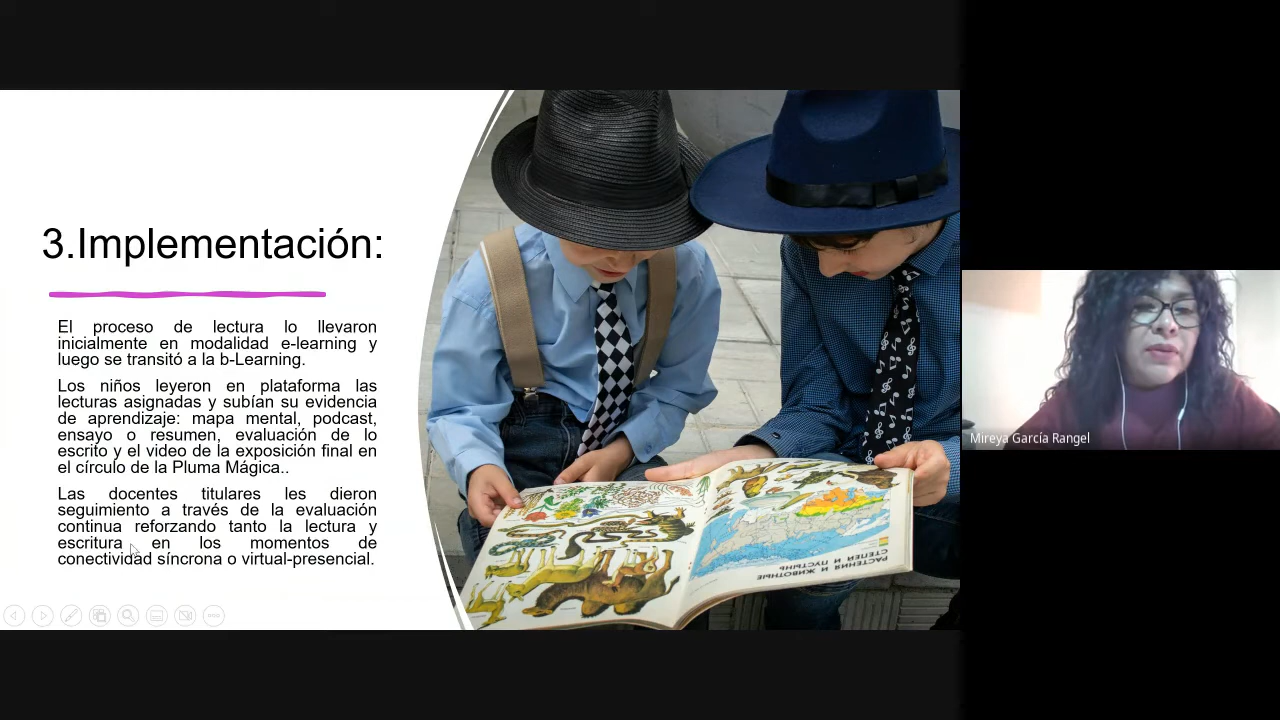 3.Implementación:
El proceso de lectura lo llevaron
inicialmente en modalidad e-learning y
luego se transitó a la b-Learning.
Los niños leyeron en plataforma las
lecturas asignadas y subían su evidencia
de aprendizaje: mapa mental, podcast,
ensayo o resumen, evaluación de lo
escrito y el video de la exposición final en
el círculo de la Pluma Mágica..
Las docentes titulares les dieron
seguimiento a través de la evaluación
continua reforzando tanto la lectura y
escritura en los momentos de
conectividad síncrona o virtual-presencial.
РАСТЕНИЯ И ЖИВОТНЫЕ
СТЕПЕЙ И ПУСТЫНЬ
Mireya García Rangel